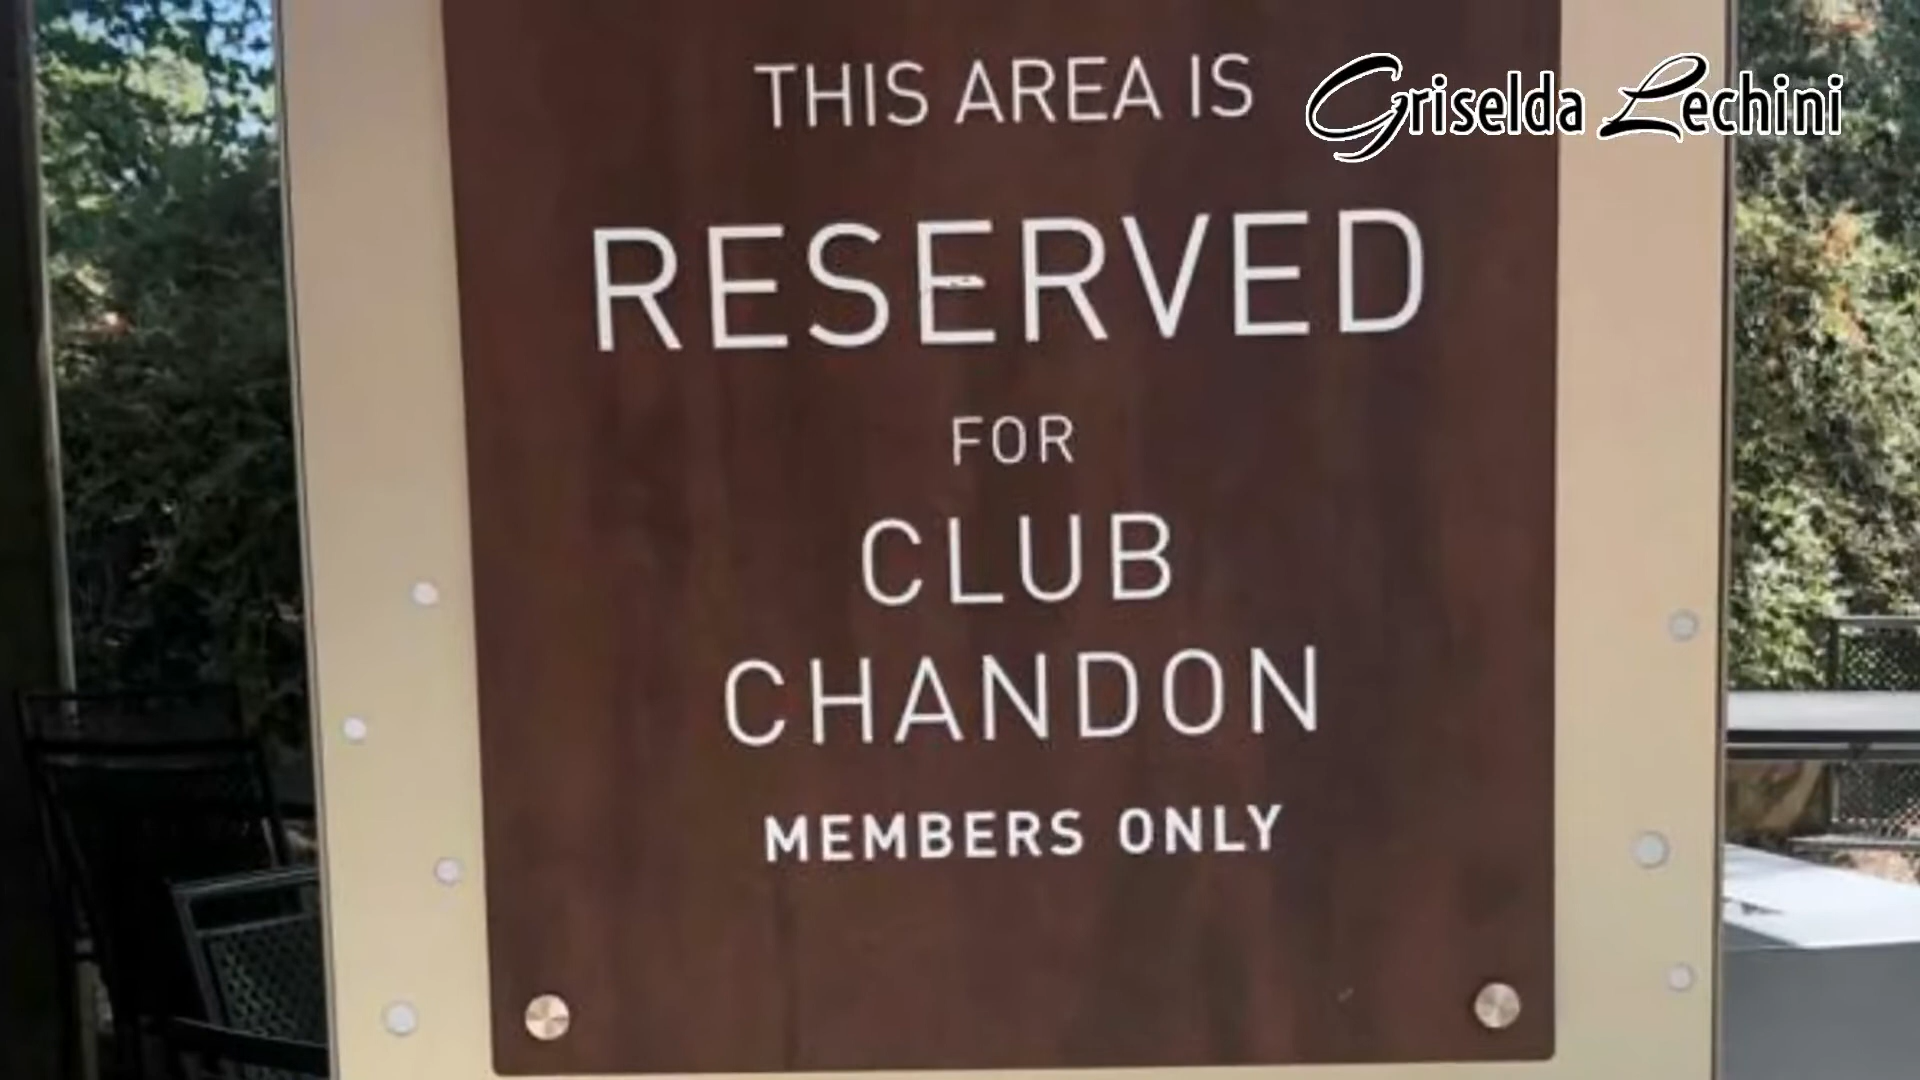 THIS AREA IS
Griselda Lechini
RESERVED
FOR
CLUB
CHANDON
MEMBERS ONLY